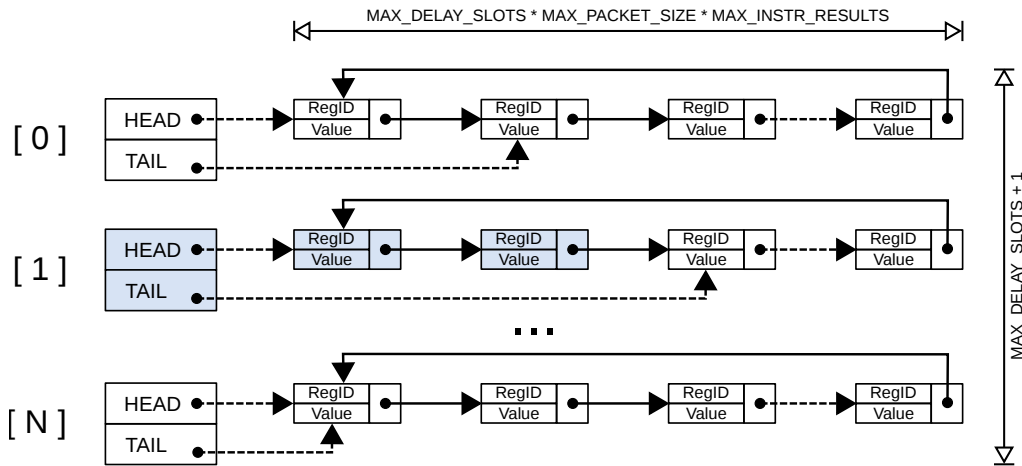 MAX_DELAY_SLOTS * MAX_PACKET_SIZE * MAX_INSTR_RESULTS
[ 0 ]
HEAD
TAIL
RegID
Value
RegID
Value
RegID
Value
RegID
Value
[ 1 ]
HEAD
TAIL
RegID
Value
RegID
Value
RegID
Value
RegID
Value
...
[ N ]
HEAD
TAIL
RegID
Value
RegID
Value
RegID
Value
RegID
Value
MAX_DELAY_SLOTS + 1